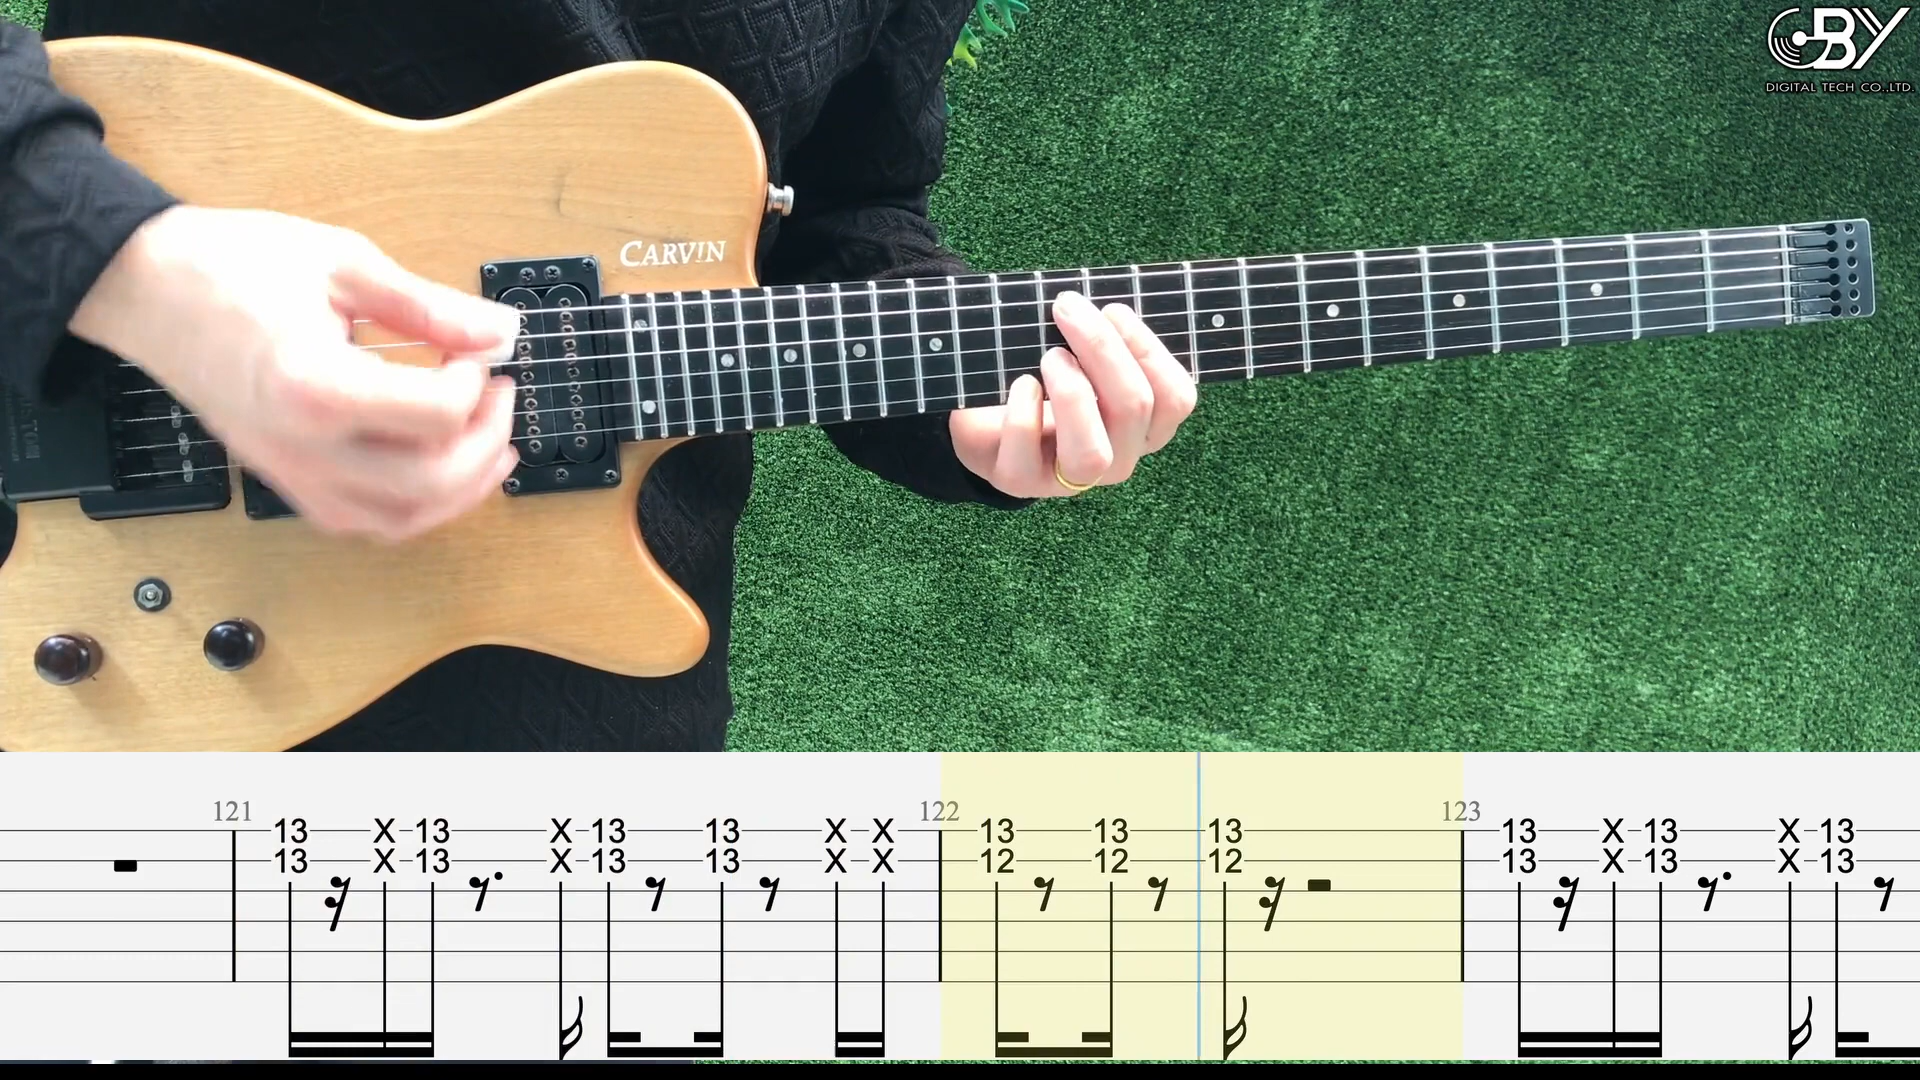 CBY
DIGITAL TECH CO.,LTD.
CARVIN
121 122 123
13 X 13 X 13 13 X X 13 13 13 13 X 13 X 13
13 X 13 X 13 13 X X 12 12 12 13 X 13 X 13